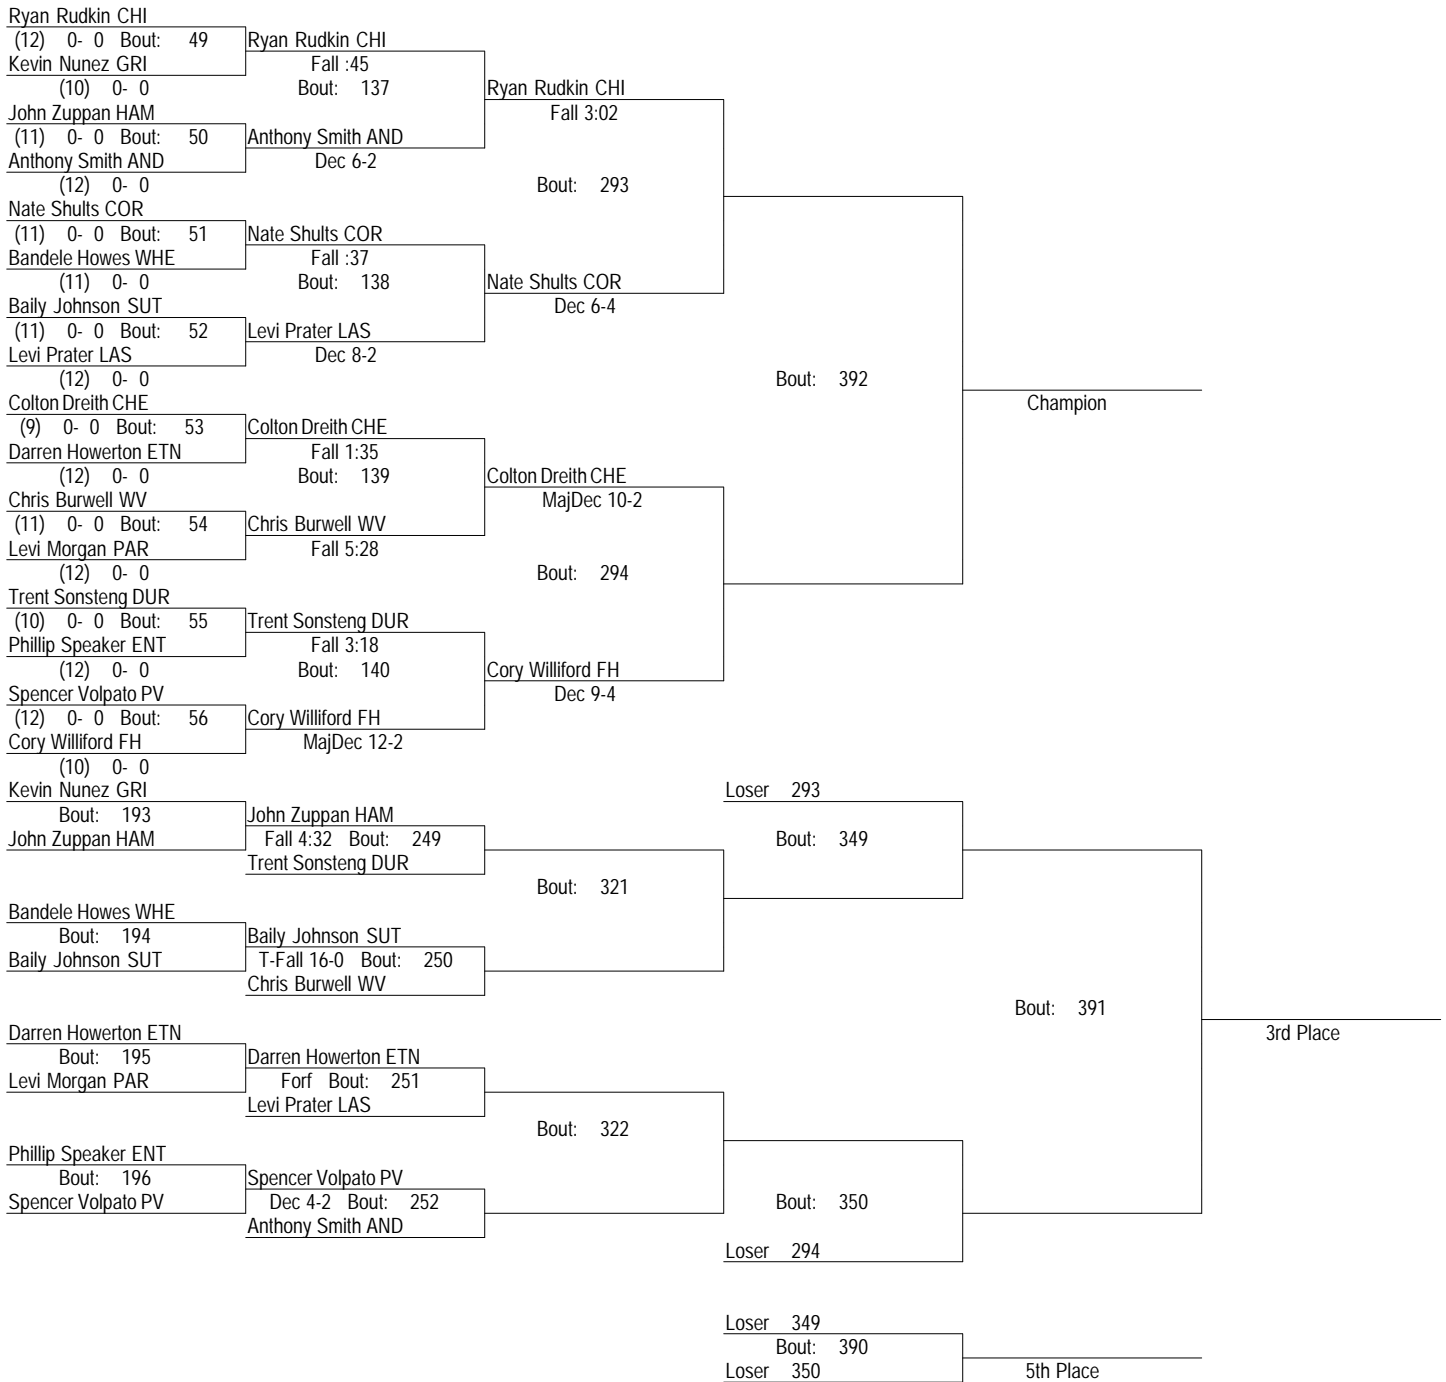 Ryan Rudkin CHI
(12) 0- 0 Bout: 49
Ryan Rudkin CHI
Kevin Nunez GRI
Fall :45
(10) 0- 0
Bout: 137
Ryan Rudkin CHI
John Zuppan HAM
Fall 3:02
(11) 0- 0 Bout: 50
Anthony Smith AND
Anthony Smith AND
Dec 6-2
(12) 0- 0
Bout: 293
Nate Shults COR
(11) 0- 0 Bout: 51
Nate Shults COR
Bandele Howes WHE
Fall :37
(11) 0- 0
Bout: 138
Nate Shults COR
Baily Johnson SUT
Dec 6-4
(11) 0- 0 Bout: 52
Levi Prater LAS
Levi Prater LAS
Dec 8-2
(12) 0- 0
Bout: 392
Colton Dreith CHE
Champion
(9) 0- 0 Bout: 53
Colton Dreith CHE
Darren Howerton ETN
Fall 1:35
(12) 0- 0
Bout: 139
Colton Dreith CHE
Chris Burwell WV
MajDec 10-2
(11) 0- 0 Bout: 54
Chris Burwell WV
Levi Morgan PAR
Fall 5:28
(12) 0- 0
Bout: 294
Trent Sonsteng DUR
(10) 0- 0 Bout: 55
Trent Sonsteng DUR
Phillip Speaker ENT
Fall 3:18
(12) 0- 0
Bout: 140
Cory Williford FH
Spencer Volpato PV
Dec 9-4
(12) 0- 0 Bout: 56
Cory Williford FH
Cory Williford FH
MajDec 12-2
(10) 0- 0
Kevin Nunez GRI
Loser 293
Bout: 193
John Zuppan HAM
John Zuppan HAM
Fall 4:32 Bout: 249
Bout: 349
Trent Sonsteng DUR
Bout: 321
Bandele Howes WHE
Bout: 194
Baily Johnson SUT
Baily Johnson SUT
T-Fall 16-0 Bout: 250
Chris Burwell WV
Bout: 391
Darren Howerton ETN
3rd Place
Bout: 195
Darren Howerton ETN
Levi Morgan PAR
Forf Bout: 251
Levi Prater LAS
Bout: 322
Phillip Speaker ENT
Bout: 196
Spencer Volpato PV
Spencer Volpato PV
Dec 4-2 Bout: 252
Bout: 350
Anthony Smith AND
Loser 294
Loser 349
Bout: 390
Loser 350
5th Place